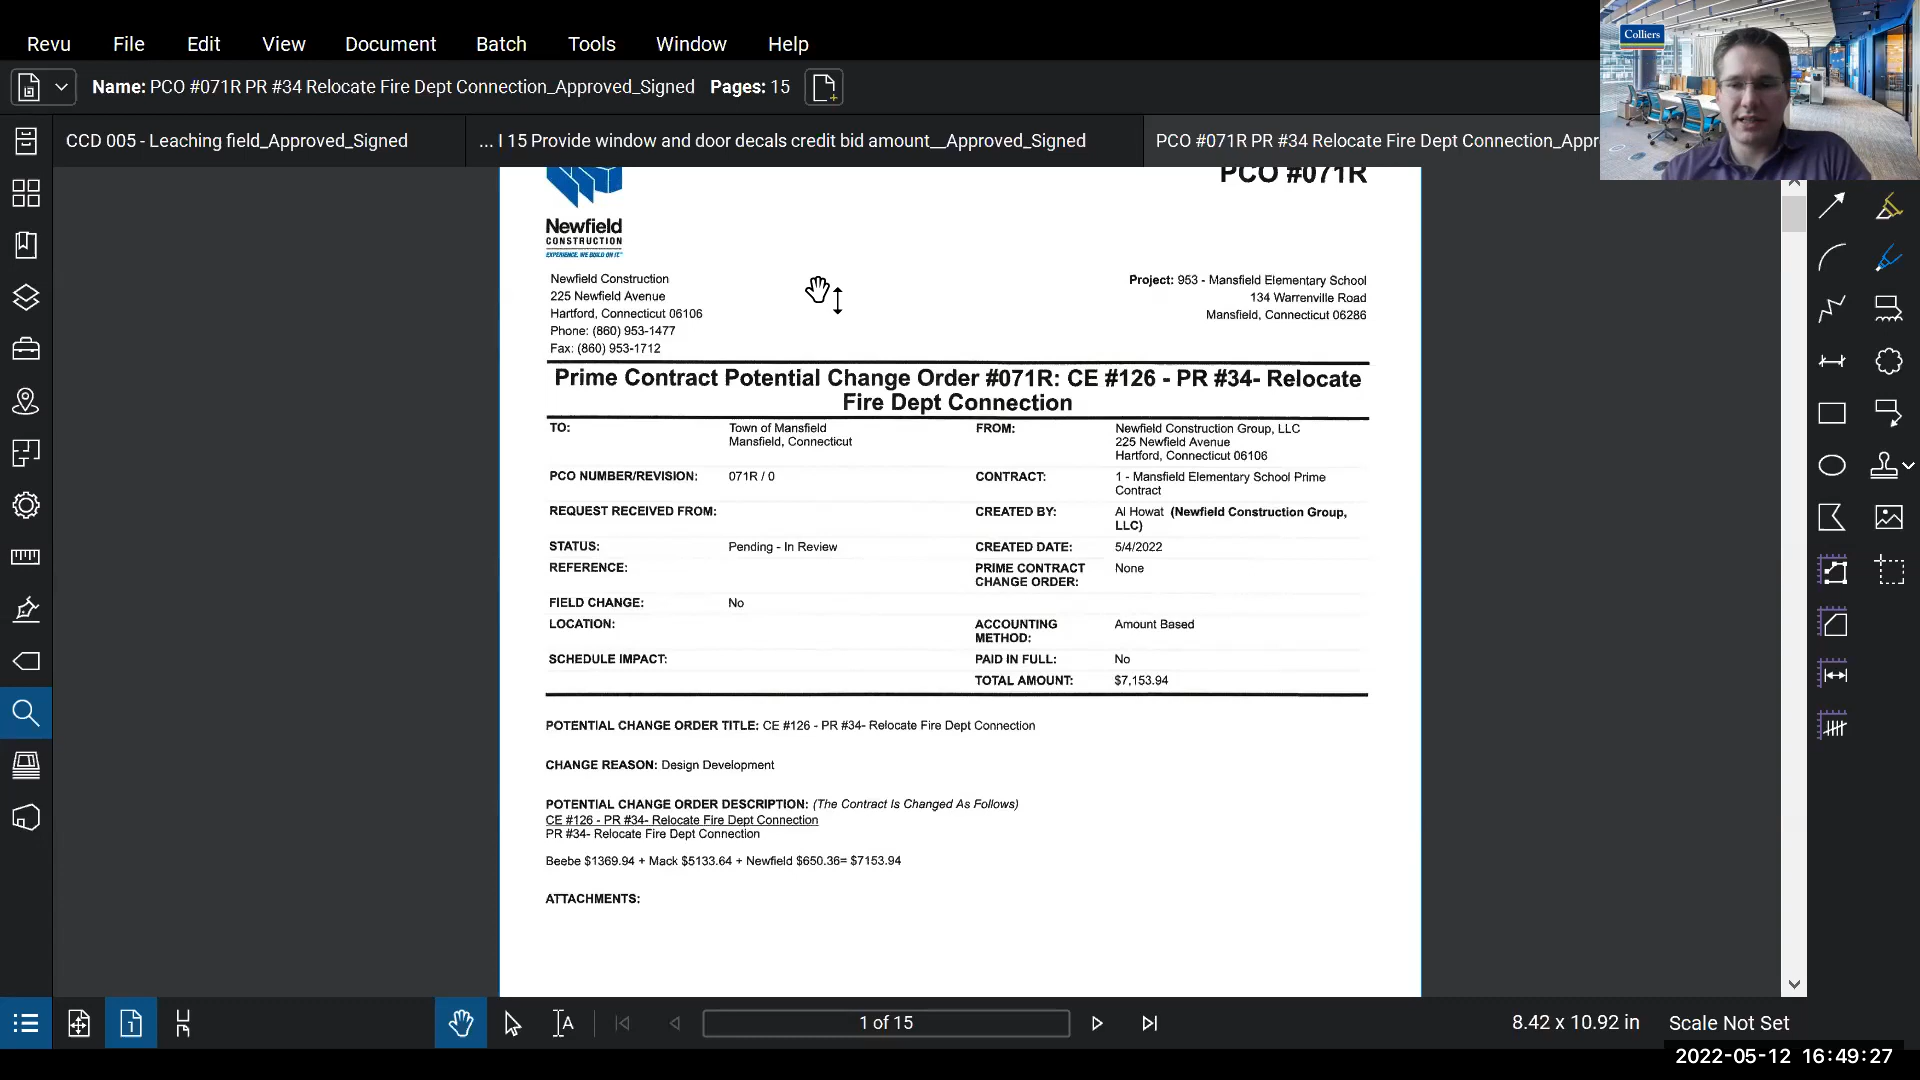 Revu File Edit View Document Batch Tools Window Help
Colliers
Name: PCO #071R PR #34 Relocate Fire Dept Connection_Approved_Signed Pages: 15
CCD 005 - Leaching field_Approved_Signed
... I 15 Provide window and door decals credit bid amount__Approved_Signed
PCO #071R PR #34 Relocate Fire Dept Connection_Appr
PCO #071R
Newfield
CONSTRUCTION
EXPERIENCE. WE BUILD ON IT.™
Newfield Construction
225 Newfield Avenue
Hartford, Connecticut 06106
Phone: (860) 953-1477
Fax: (860) 953-1712
Project: 953 - Mansfield Elementary School
134 Warrenville Road
Mansfield, Connecticut 06286
Prime Contract Potential Change Order #071R: CE #126 - PR #34- Relocate
Fire Dept Connection
TO: Town of Mansfield
Mansfield, Connecticut
FROM: Newfield Construction Group, LLC
225 Newfield Avenue
Hartford, Connecticut 06106
PCO NUMBER/REVISION: 071R / 0
CONTRACT: 1 - Mansfield Elementary School Prime
Contract
REQUEST RECEIVED FROM:
CREATED BY: Al Howat (Newfield Construction Group,
LLC)
STATUS: Pending - In Review
CREATED DATE: 5/4/2022
REFERENCE:
PRIME CONTRACT None
CHANGE ORDER:
FIELD CHANGE: No
LOCATION:
ACCOUNTING Amount Based
METHOD:
SCHEDULE IMPACT:
PAID IN FULL: No
TOTAL AMOUNT: $7,153.94
POTENTIAL CHANGE ORDER TITLE: CE #126 - PR #34- Relocate Fire Dept Connection
CHANGE REASON: Design Development
POTENTIAL CHANGE ORDER DESCRIPTION: (The Contract Is Changed As Follows)
CE #126 - PR #34- Relocate Fire Dept Connection
PR #34- Relocate Fire Dept Connection
Beebe $1369.94 + Mack $5133.64 + Newfield $650.36= $7153.94
ATTACHMENTS:
1 of 15
8.42 x 10.92 in Scale Not Set
2022-05-12 16:49:27